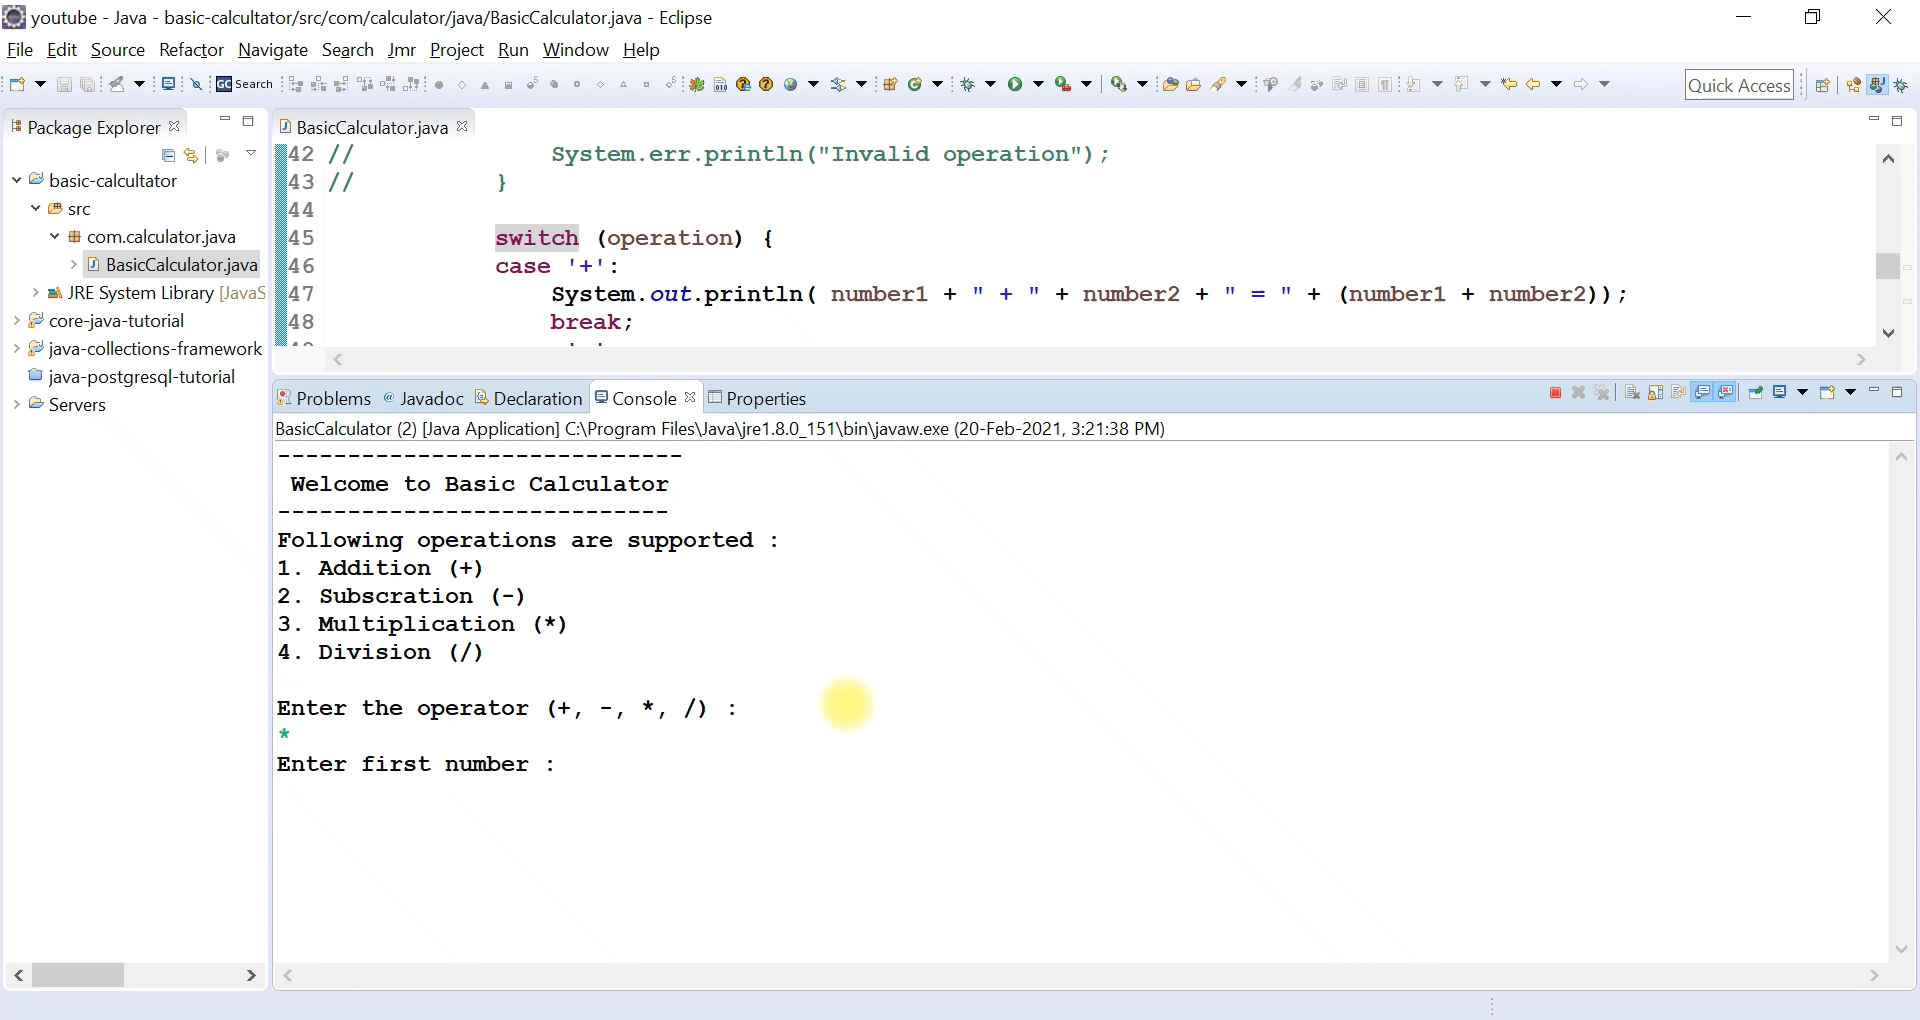 youtube - Java - basic-calcultator/src/com/calculator/java/BasicCalculator.java - Eclipse
File Edit Source Refactor Navigate Search Jmr Project Run Window Help
GC Search
Quick Access
Package Explorer
basic-calcultator
src
com.calculator.java
BasicCalculator.java
JRE System Library [JavaS
core-java-tutorial
java-collections-framework
java-postgresql-tutorial
Servers
BasicCalculator.java
42 // System.err.println("Invalid operation");
43 // }
44
45 switch (operation) {
46 case '+':
47 System.out.println( number1 + " + " + number2 + " = " + (number1 + number2));
48 break;
Problems Javadoc Declaration Console Properties
BasicCalculator (2) [Java Application] C:\Program Files\Java\jre1.8.0_151\bin\javaw.exe (20-Feb-2021, 3:21:38 PM)
-----------------------------
Welcome to Basic Calculator
----------------------------
Following operations are supported :
1. Addition (+)
2. Subscration (-)
3. Multiplication (*)
4. Division (/)
Enter the operator (+, -, *, /) :
*
Enter first number :